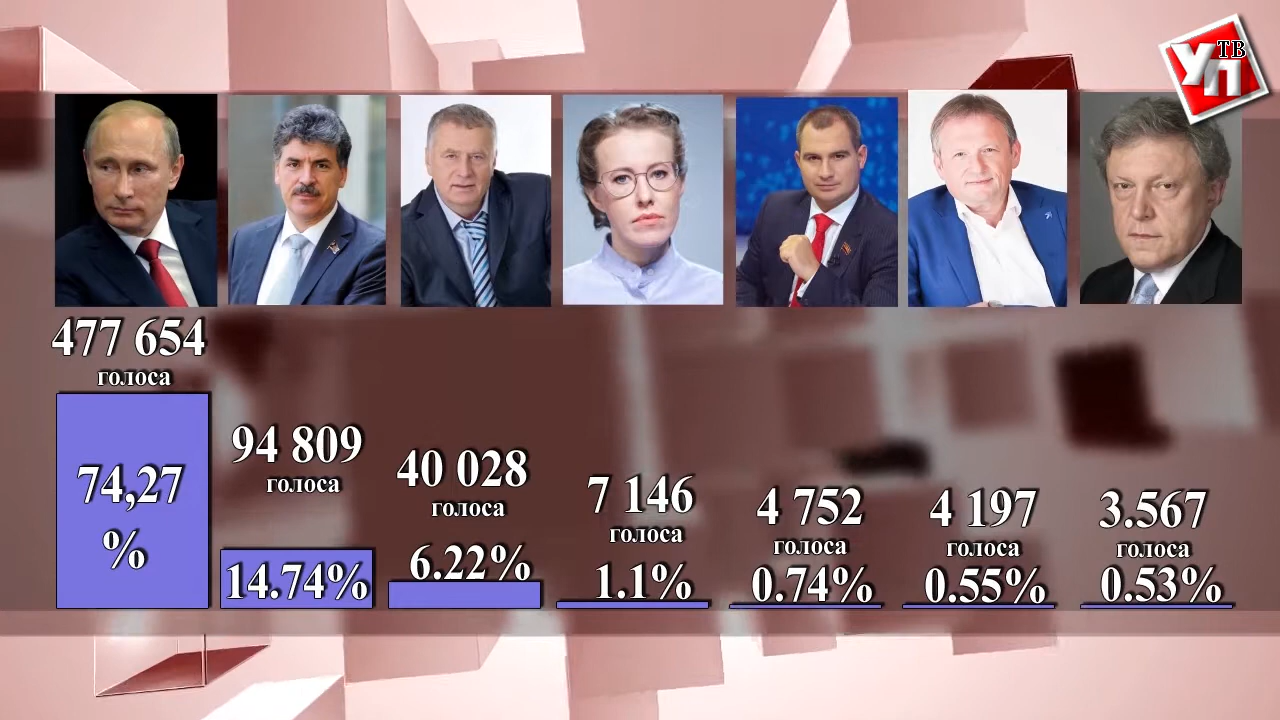 УП ТВ
477 654
голоса
74,27
%
94 809
голоса
14.74%
40 028
голоса
6.22%
7 146
голоса
1.1%
4 752
голоса
0.74%
4 197
голоса
0.55%
3.567
голоса
0.53%